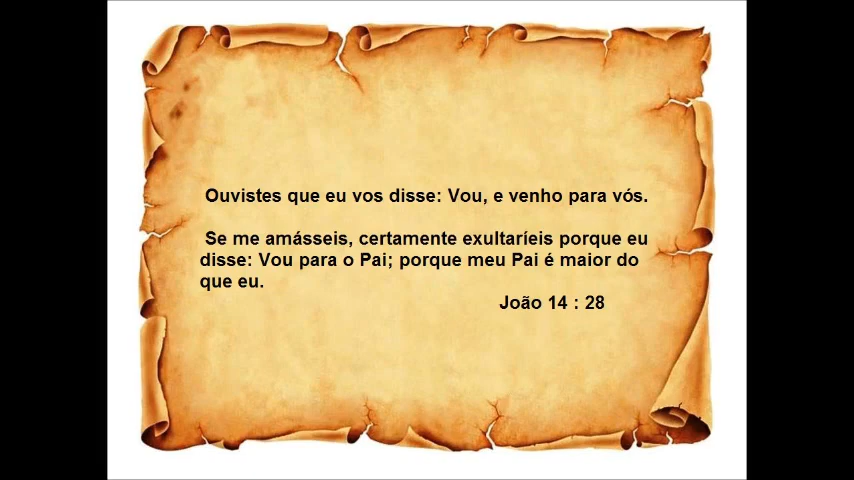 Ouvistes que eu vos disse: Vou, e venho para vós.
Se me amásseis, certamente exultaríeis porque eu
disse: Vou para o Pai; porque meu Pai é maior do
que eu.
João 14 : 28